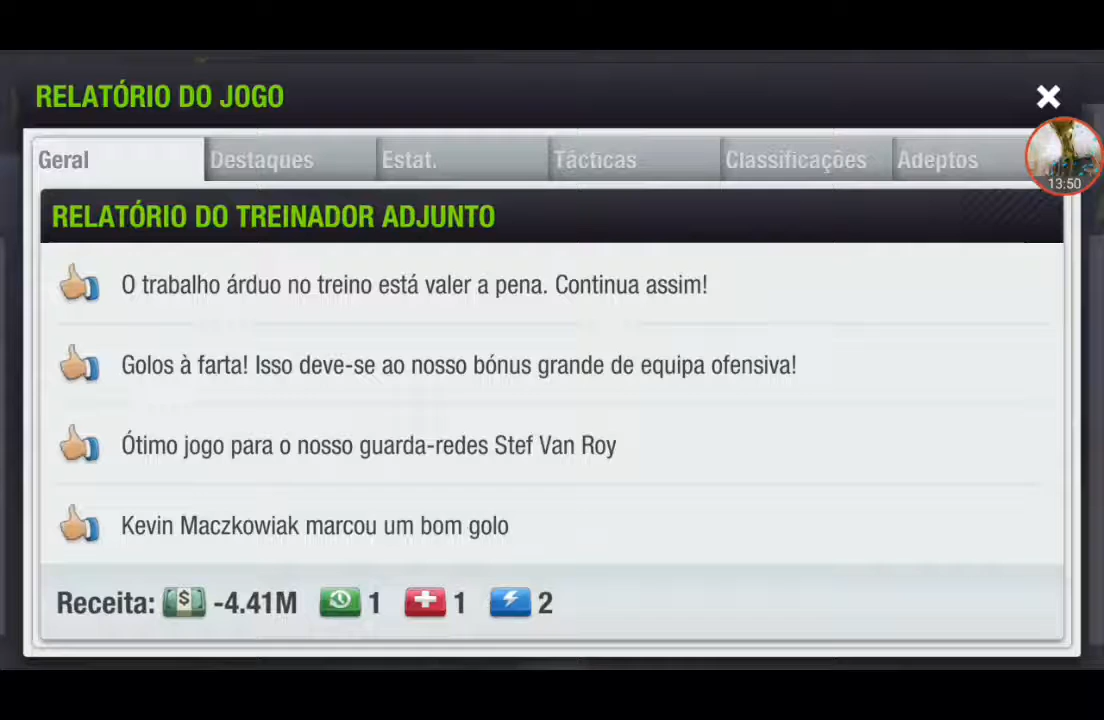 RELATÓRIO DO JOGO
Geral Destaques Estat. Tácticas Classificações Adeptos
13:50
RELATÓRIO DO TREINADOR ADJUNTO
O trabalho árduo no treino está valer a pena. Continua assim!
Golos à farta! Isso deve-se ao nosso bónus grande de equipa ofensiva!
Ótimo jogo para o nosso guarda-redes Stef Van Roy
Kevin Maczkowiak marcou um bom golo
Receita: $ -4.41M 1 1 2